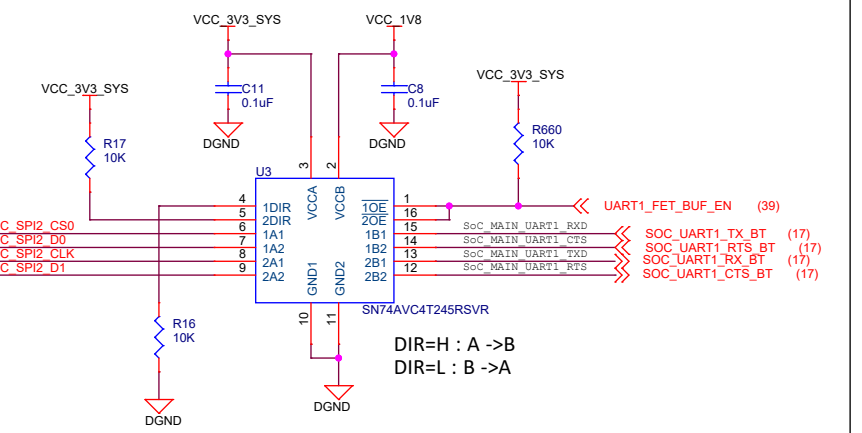 VCC_3V3_SYS
VCC_1V8
VCC_3V3_SYS
VCC_3V3_SYS
C11
0.1uF
C8
0.1uF
DGND
DGND
R17
10K
R660
10K
U3
3
2
VCCA
VCCB
4
1DIR
1OE
1
UART1_FET_BUF_EN (39)
5
2DIR
2OE
16
C_SPI2_CS0
6
1A1
1B1
15
SoC_MAIN_UART1_RXD
SOC_UART1_TX_BT (17)
C_SPI2_D0
7
1A2
1B2
14
SoC_MAIN_UART1_CTS
SOC_UART1_RTS_BT (17)
C_SPI2_CLK
8
2A1
2B1
13
SoC_MAIN_UART1_TXD
SOC_UART1_RX_BT (17)
C_SPI2_D1
9
2A2
2B2
12
SoC_MAIN_UART1_RTS
SOC_UART1_CTS_BT (17)
GND1
GND2
10
11
SN74AVC4T245RSVR
R16
10K
DIR=H : A ->B
DIR=L : B ->A
DGND
DGND